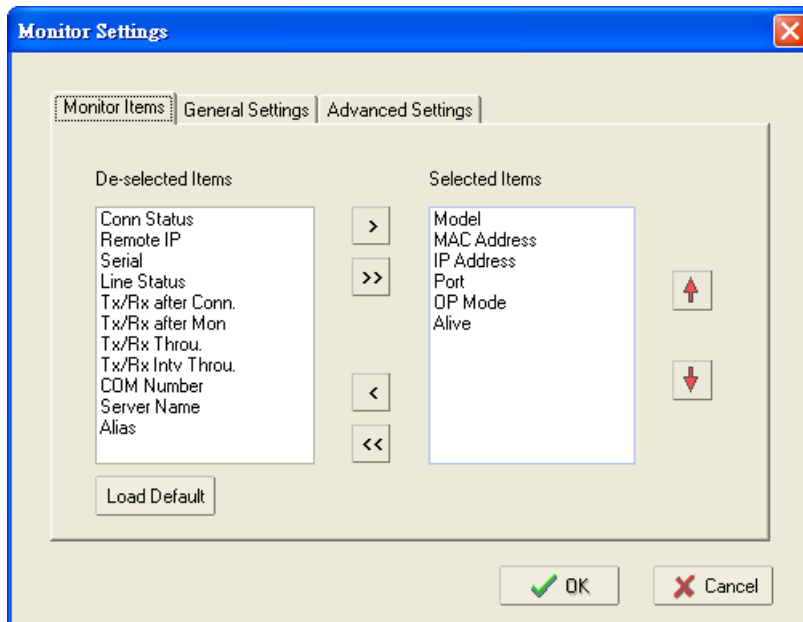 Monitor Settings
Monitor Items
General Settings
Advanced Settings
De-selected Items
Conn Status
Remote IP
Serial
Line Status
Tx/Rx after Conn.
Tx/Rx after Mon
Tx/Rx Throu.
Tx/Rx Intv Throu.
COM Number
Server Name
Alias
>
>>
<
<<
Selected Items
Model
MAC Address
IP Address
Port
OP Mode
Alive
Load Default
OK
Cancel